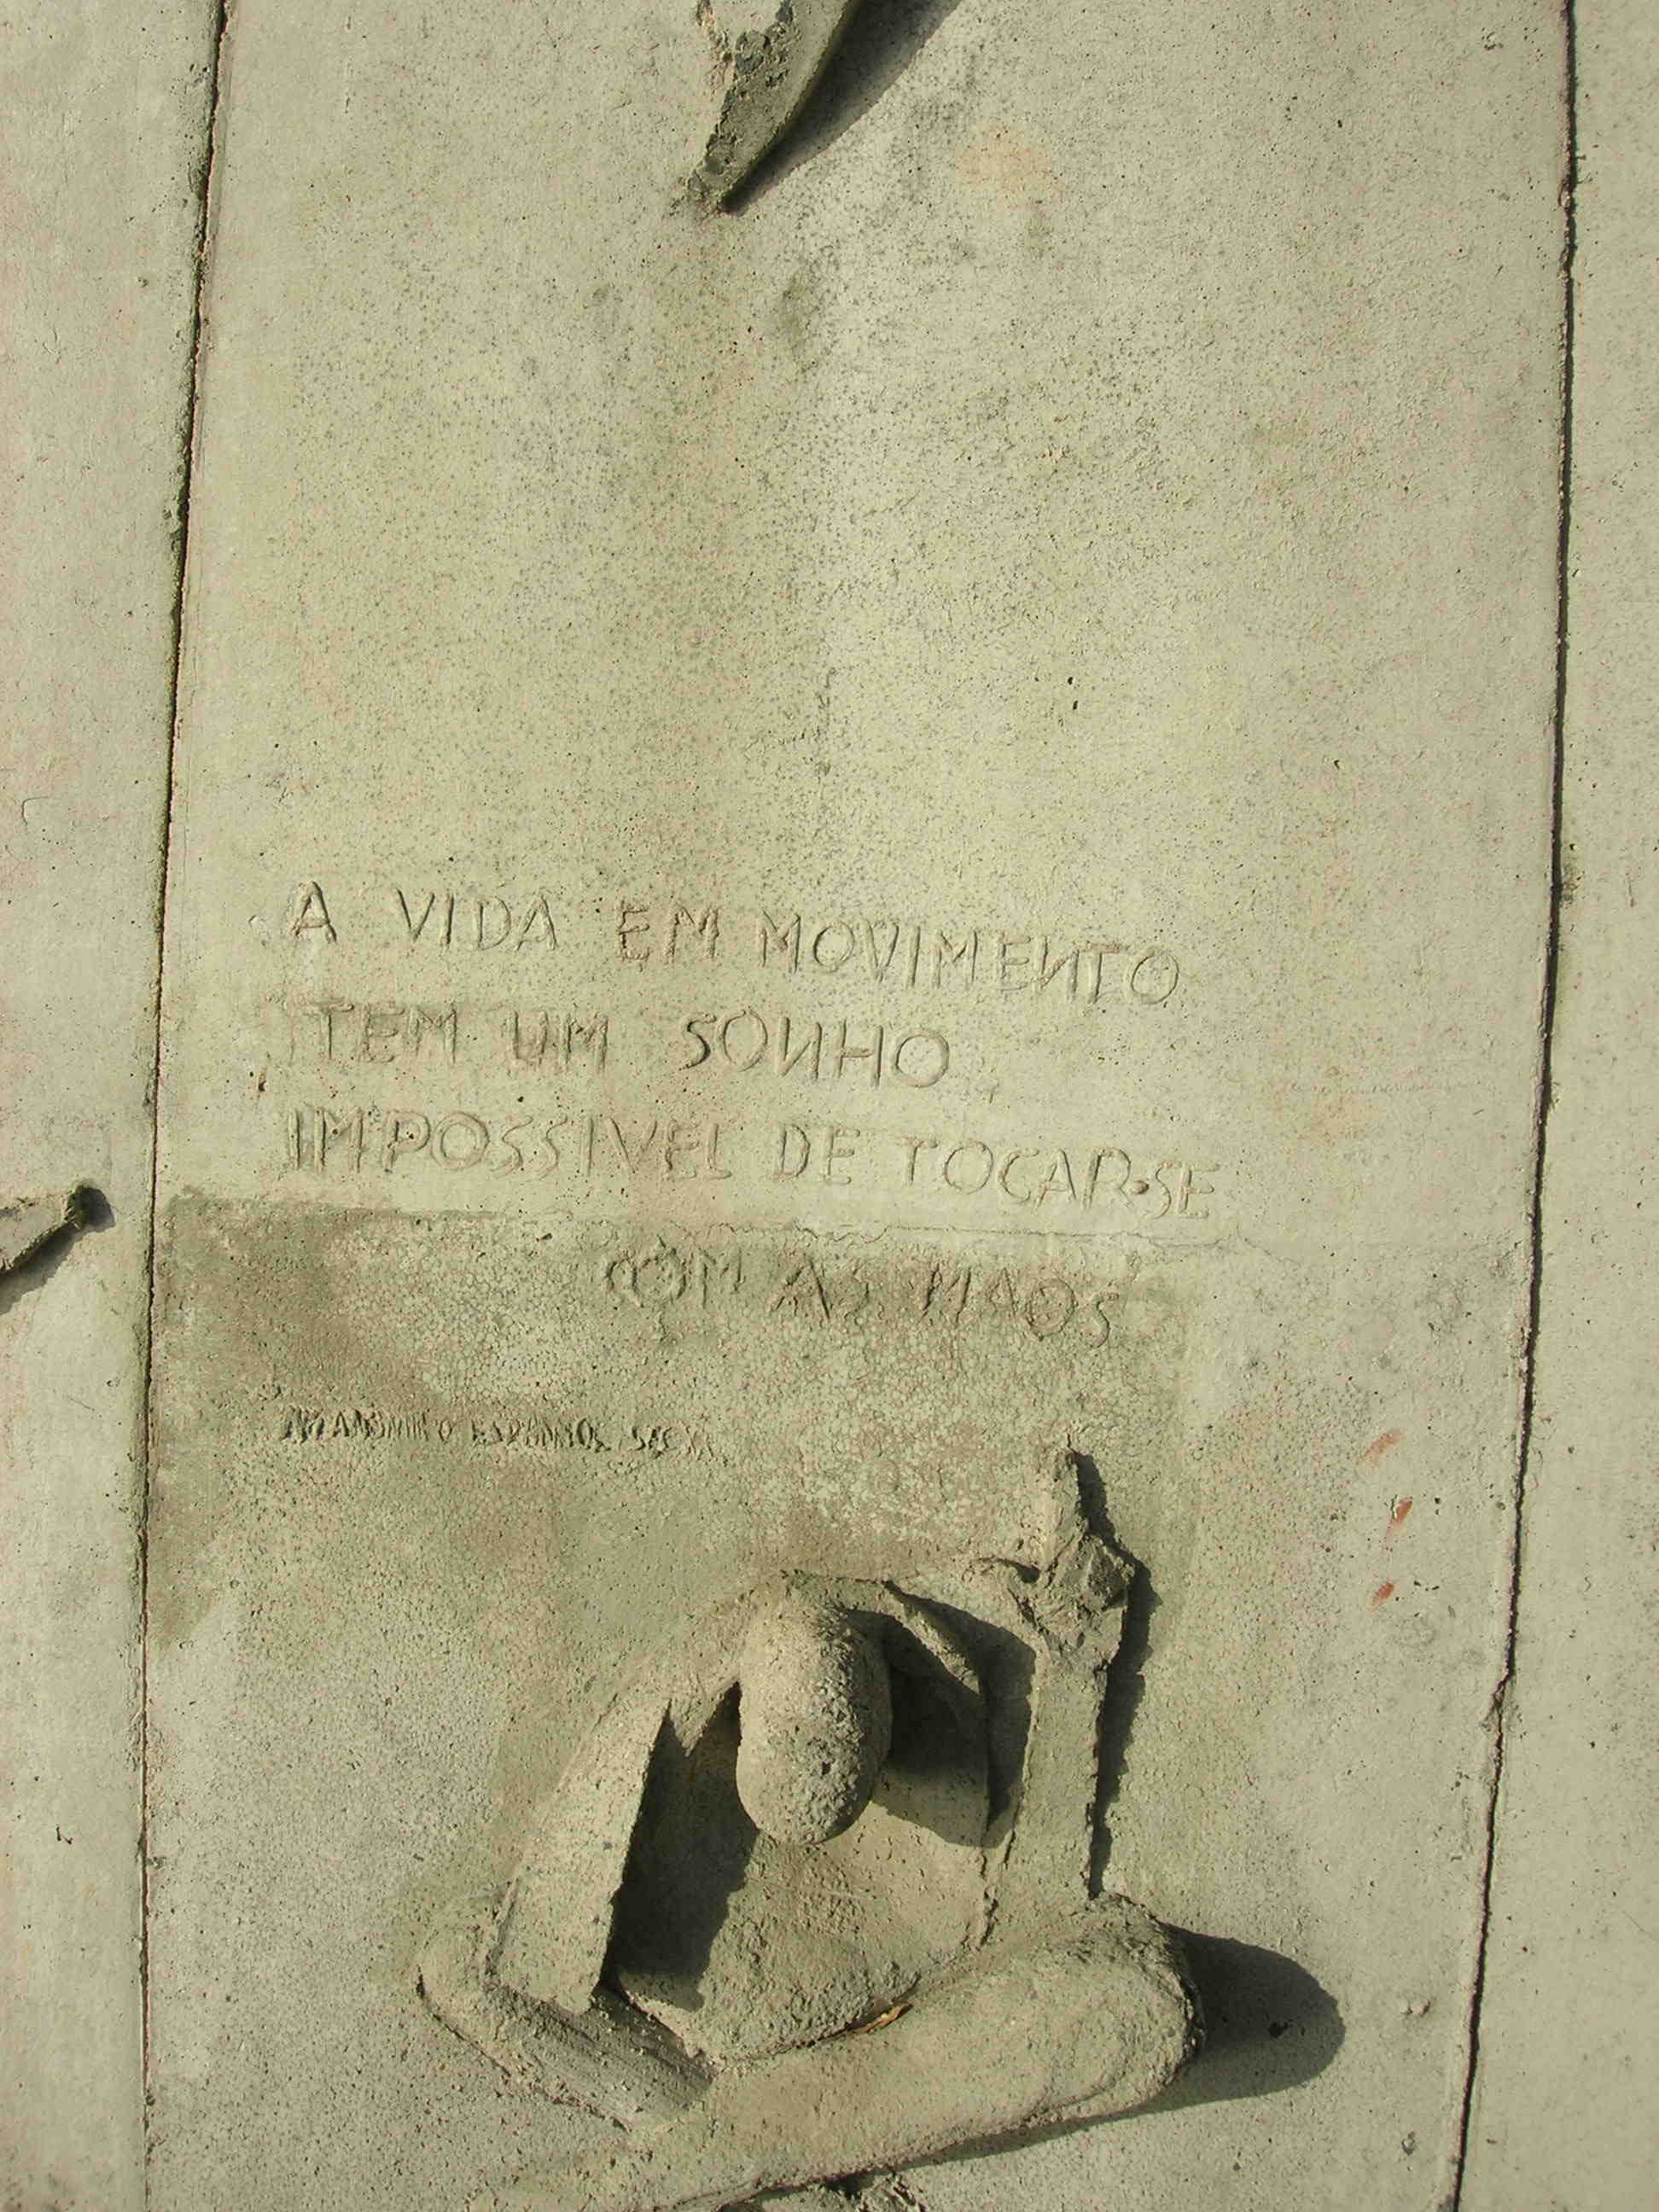 A VIDA EM MOVIMENTO
TEM UM SONHO
IMPOSSIVEL DE TOCAR-SE
COM AS MAOS